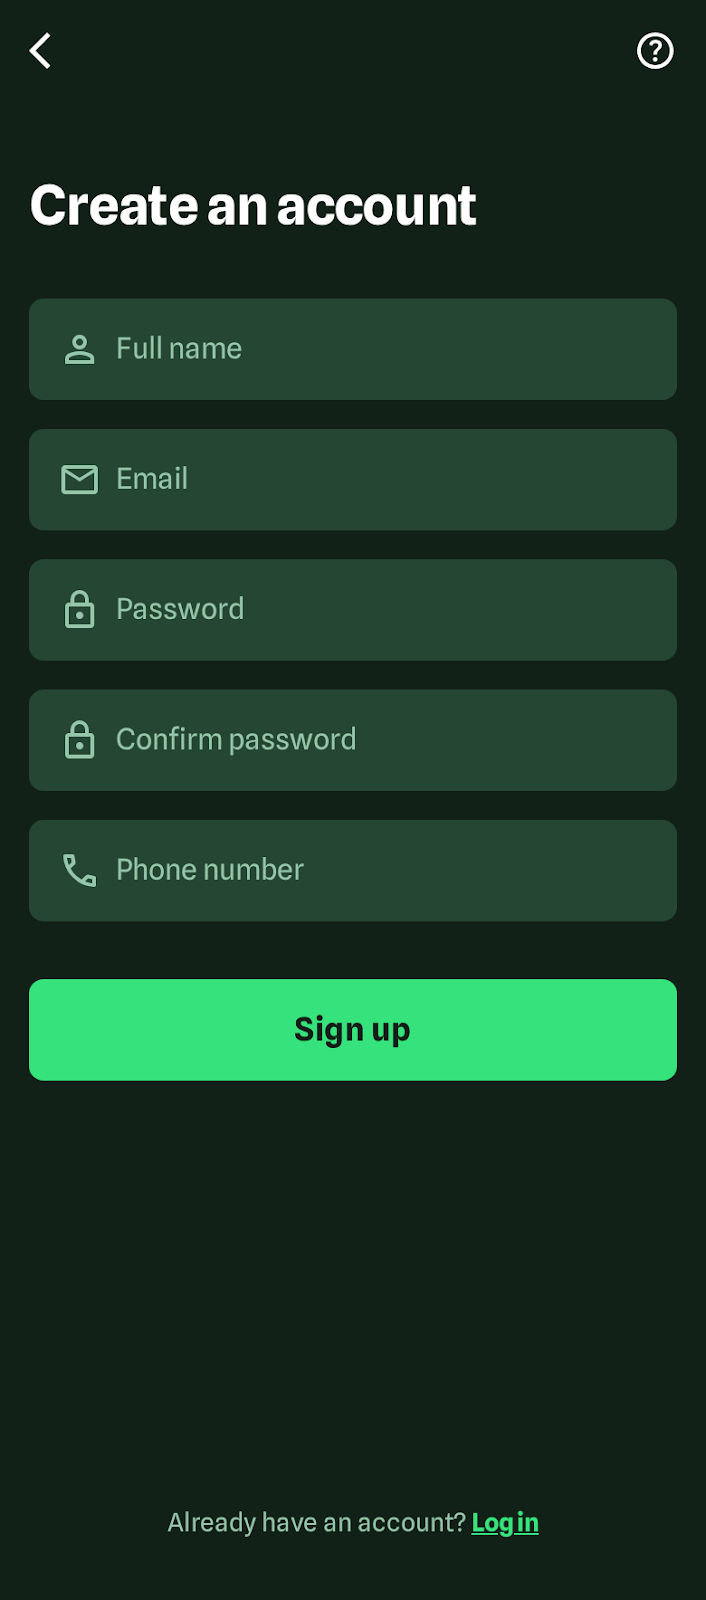 Create an account
Full name
Email
Password
Confirm password
Phone number
Sign up
Already have an account? Log in